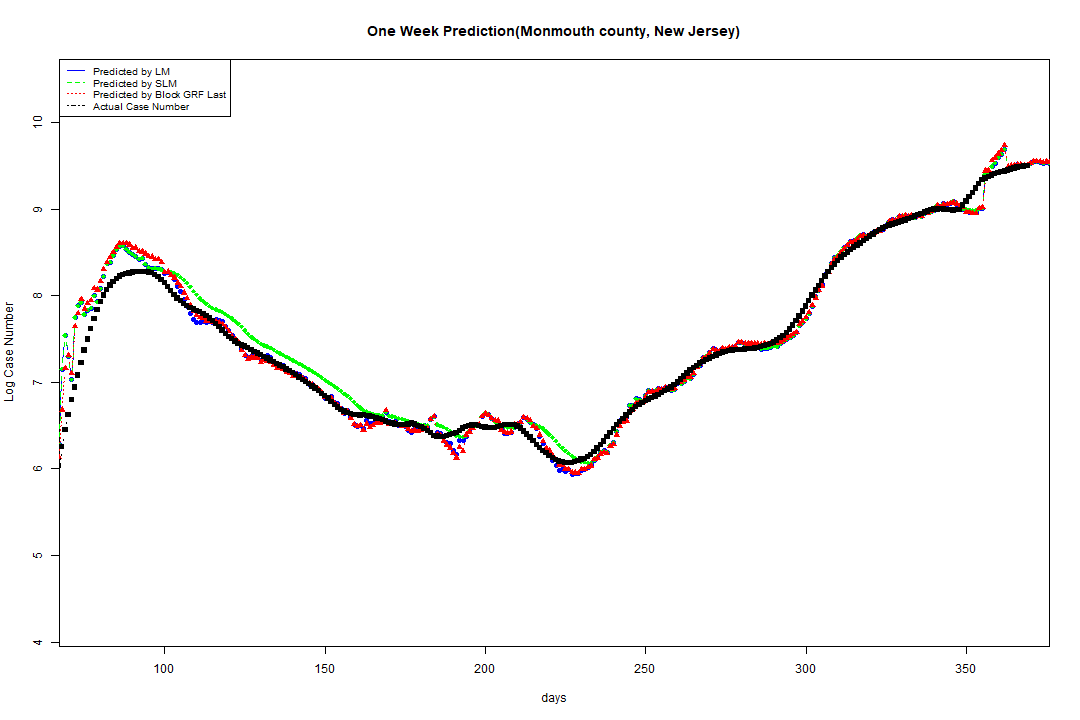 One Week Prediction(Monmouth county, New Jersey)
Predicted by LM
Predicted by SLM
Predicted by Block GRF Last
Actual Case Number
10
9
8
7
6
5
4
Log Case Number
100 150 200 250 300 350
days